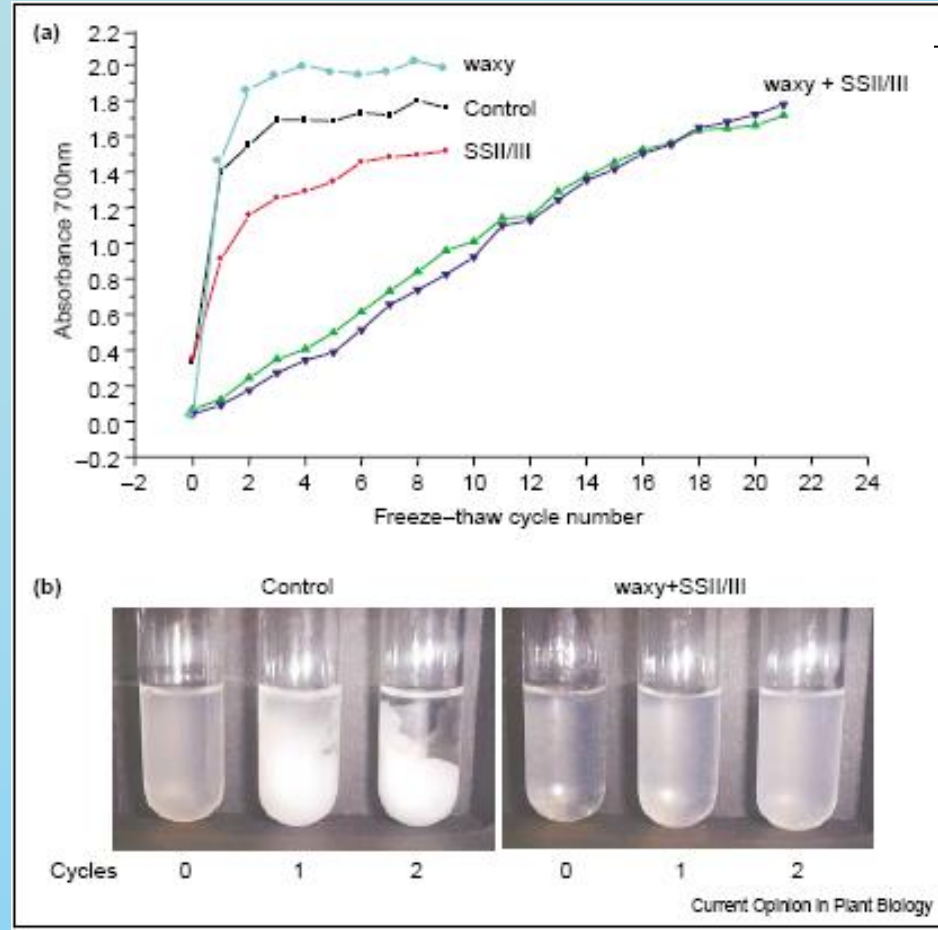 (a)
2.2
2.0
1.8
1.6
1.4
1.2
1.0
0.8
0.6
0.4
0.2
0.0
–0.2
Absorbance 700nm
waxy
Control
SSII/III
waxy + SSII/III
–2 0 2 4 6 8 10 12 14 16 18 20 22 24
Freeze–thaw cycle number
(b)
Control
waxy+SSII/III
Cycles 0 1 2 0 1 2
Current Opinion in Plant Biology